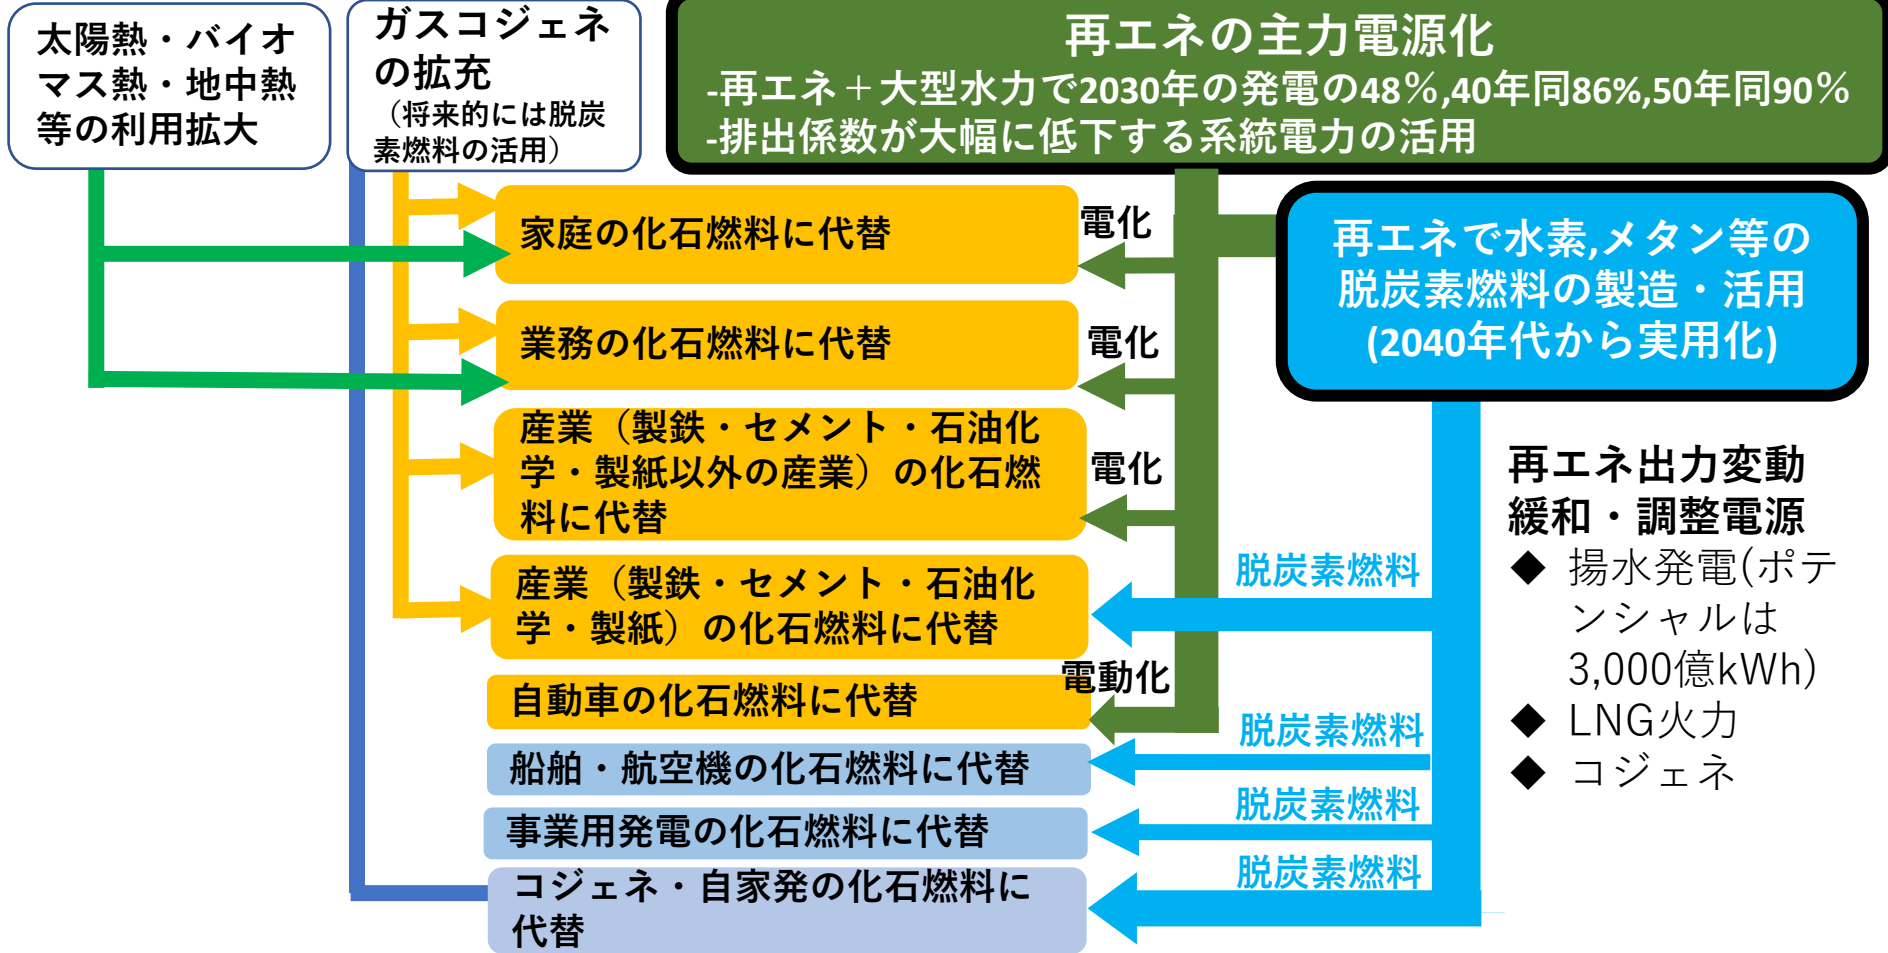 太陽熱・バイオ
マス熱・地中熱
等の利用拡大
ガスコジェネ
の拡充
（将来的には脱炭
素燃料の活用）
再エネの主力電源化
-再エネ＋大型水力で2030年の発電の48％,40年同86%,50年同90％
-排出係数が大幅に低下する系統電力の活用
家庭の化石燃料に代替
電化
再エネで水素,メタン等の
脱炭素燃料の製造・活用
(2040年代から実用化)
業務の化石燃料に代替
電化
産業（製鉄・セメント・石油化
学・製紙以外の産業）の化石燃
料に代替
電化
再エネ出力変動
緩和・調整電源
◆ 揚水発電(ポテ
ンシャルは
3,000億kWh)
◆ LNG火力
◆ コジェネ
産業（製鉄・セメント・石油化
学・製紙）の化石燃料に代替
脱炭素燃料
自動車の化石燃料に代替
電動化
船舶・航空機の化石燃料に代替
脱炭素燃料
事業用発電の化石燃料に代替
脱炭素燃料
コジェネ・自家発の化石燃料に
代替
脱炭素燃料